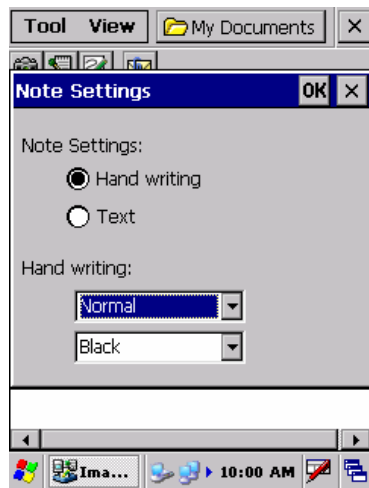 Tool View My Documents
Note Settings OK
Note Settings:
Hand writing
Text
Hand writing:
Normal
Black
Ima... 10:00 AM